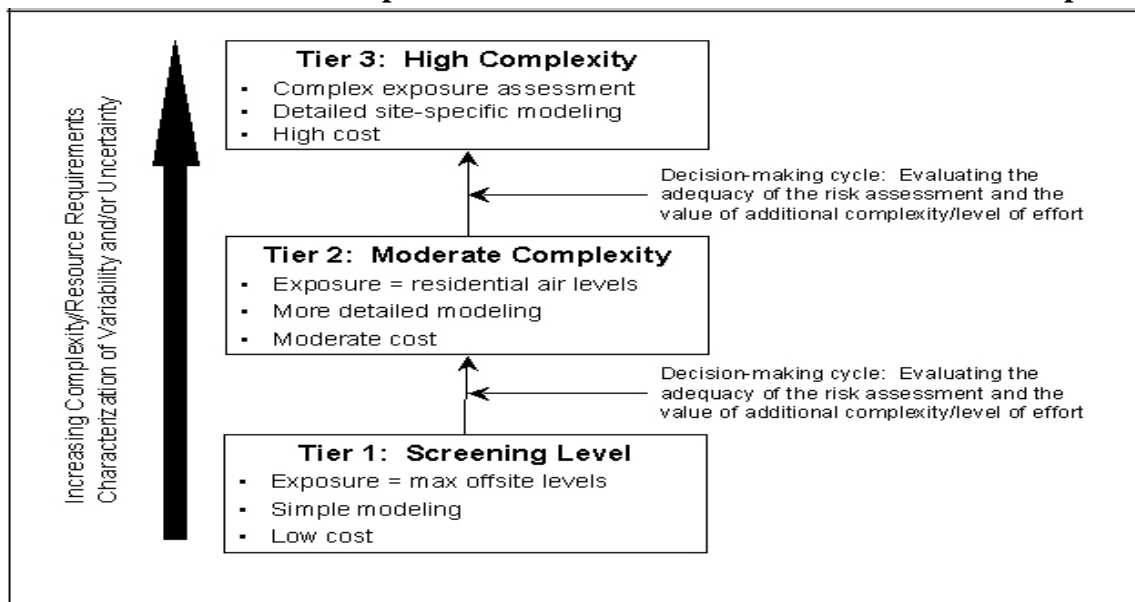 Tier 3: High Complexity
▪ Complex exposure assessment
▪ Detailed site-specific modeling
▪ High cost
Decision-making cycle: Evaluating the
adequacy of the risk assessment and the
value of additional complexity/level of effort
Tier 2: Moderate Complexity
▪ Exposure = residential air levels
▪ More detailed modeling
▪ Moderate cost
Decision-making cycle: Evaluating the
adequacy of the risk assessment and the
value of additional complexity/level of effort
Tier 1: Screening Level
▪ Exposure = max offsite levels
▪ Simple modeling
▪ Low cost
Increasing Complexity/Resource Requirements
Characterization of Variability and/or Uncertainty